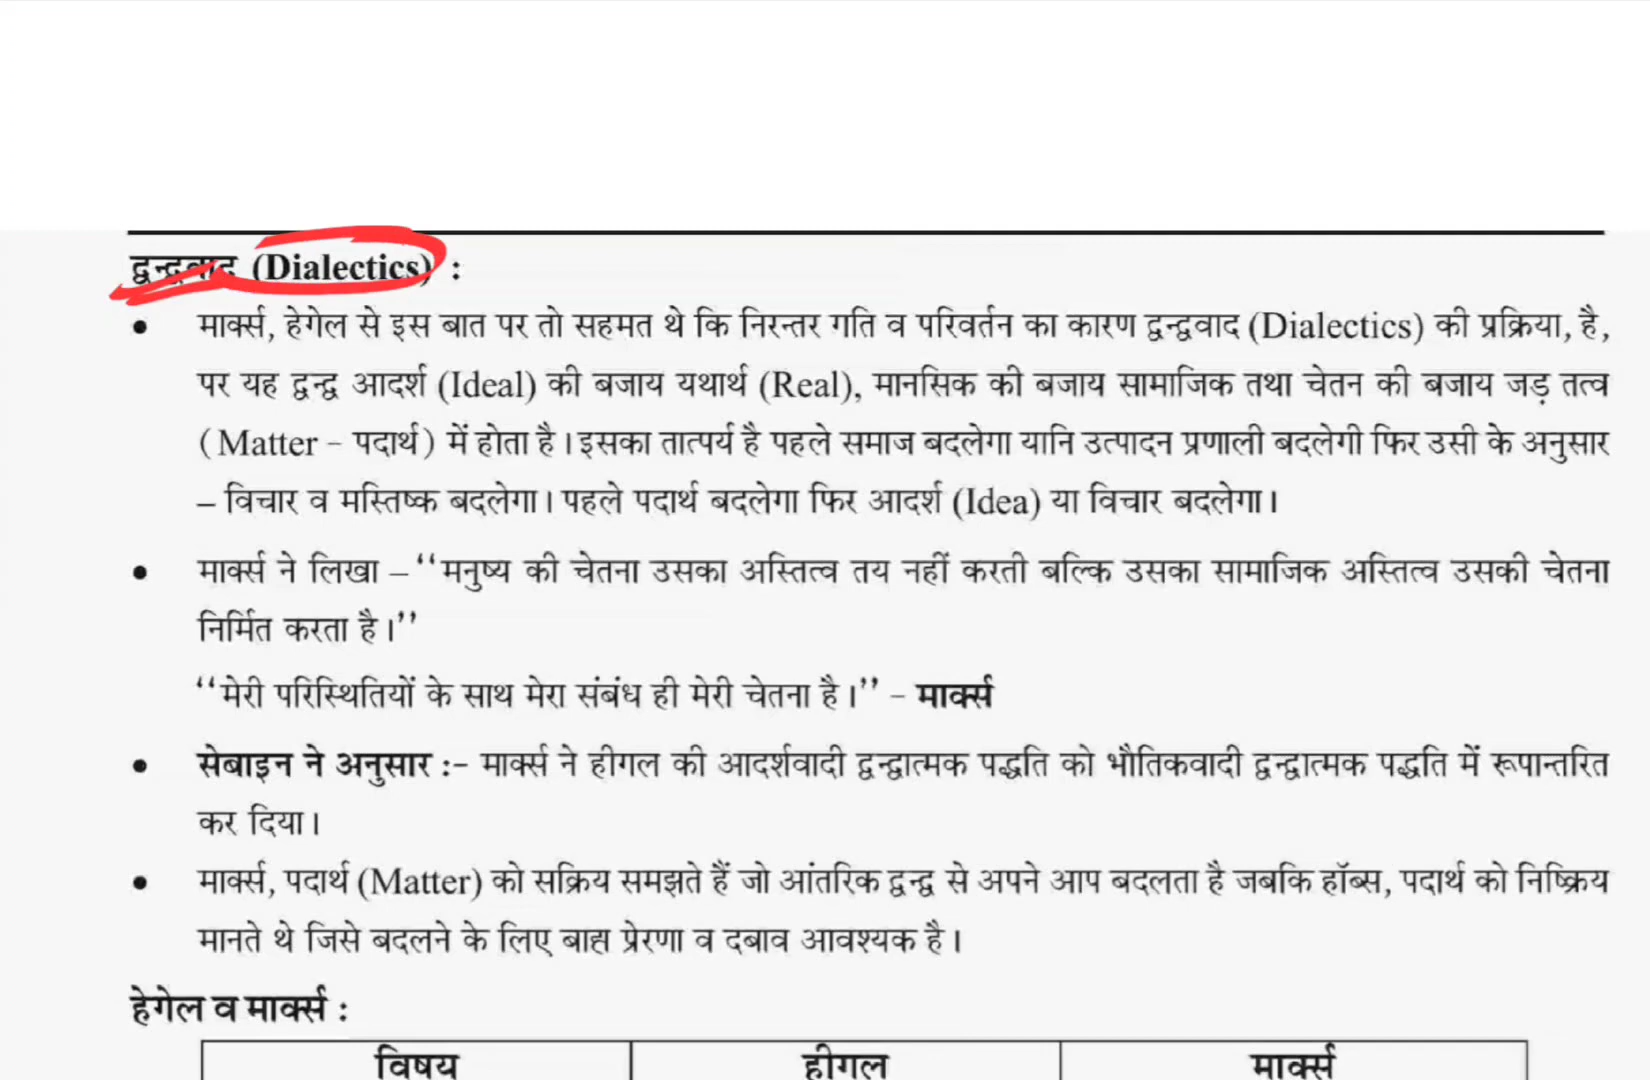 द्वन्द्ववाद (Dialectics) :
• मार्क्स, हेगेल से इस बात पर तो सहमत थे कि निरन्तर गति व परिवर्तन का कारण द्वन्द्ववाद (Dialectics) की प्रक्रिया, है,
पर यह द्वन्द्व आदर्श (Ideal) की बजाय यथार्थ (Real), मानसिक की बजाय सामाजिक तथा चेतन की बजाय जड़ तत्व
(Matter – पदार्थ) में होता है। इसका तात्पर्य है पहले समाज बदलेगा यानि उत्पादन प्रणाली बदलेगी फिर उसी के अनुसार
– विचार व मस्तिष्क बदलेगा। पहले पदार्थ बदलेगा फिर आदर्श (Idea) या विचार बदलेगा।
• मार्क्स ने लिखा – ‘‘मनुष्य की चेतना उसका अस्तित्व तय नहीं करती बल्कि उसका सामाजिक अस्तित्व उसकी चेतना
निर्मित करता है।’’
‘‘मेरी परिस्थितियों के साथ मेरा संबंध ही मेरी चेतना है।’’ – मार्क्स
• सेबाइन ने अनुसार :– मार्क्स ने हीगल की आदर्शवादी द्वन्द्वात्मक पद्धति को भौतिकवादी द्वन्द्वात्मक पद्धति में रूपान्तरित
कर दिया।
• मार्क्स, पदार्थ (Matter) को सक्रिय समझते हैं जो आंतरिक द्वन्द्व से अपने आप बदलता है जबकि हॉब्स, पदार्थ को निष्क्रिय
मानते थे जिसे बदलने के लिए बाह्य प्रेरणा व दबाव आवश्यक है।
हेगेल व मार्क्स :
विषय हीगल मार्क्स